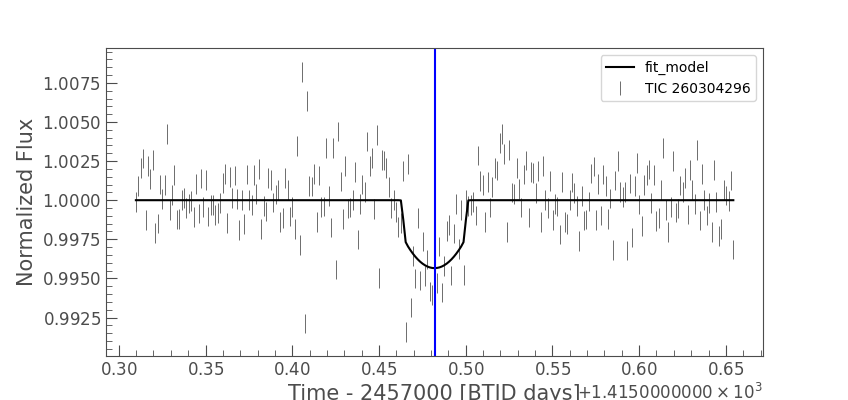 fit_model
TIC 260304296
Normalized Flux
1.0075
1.0050
1.0025
1.0000
0.9975
0.9950
0.9925
0.30 0.35 0.40 0.45 0.50 0.55 0.60 0.65
Time - 2457000 [BTJD days]
+1.4150000000 × 10³